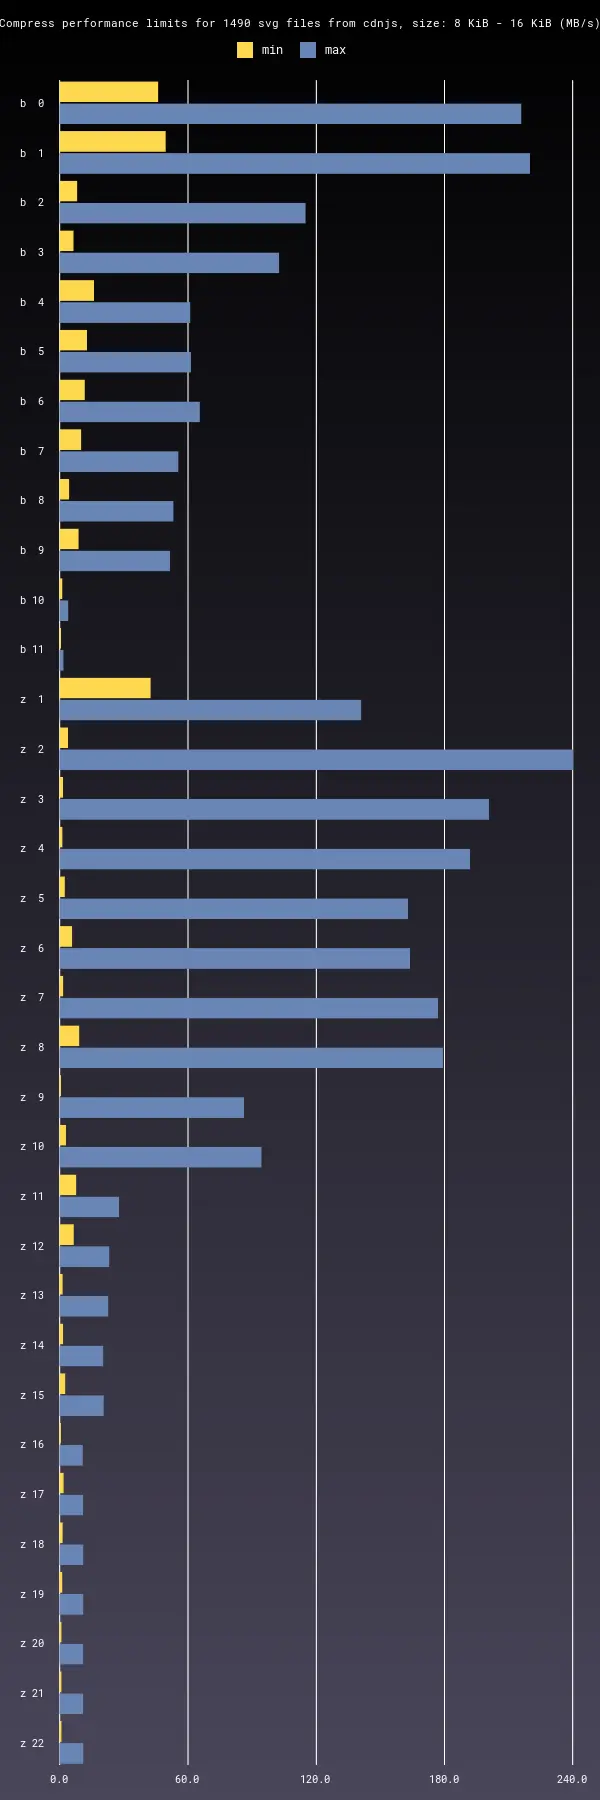 Compress performance limits for 1490 svg files from cdnjs, size: 8 KiB - 16 KiB (MB/s)
min max
b 0
b 1
b 2
b 3
b 4
b 5
b 6
b 7
b 8
b 9
b 10
b 11
z 1
z 2
z 3
z 4
z 5
z 6
z 7
z 8
z 9
z 10
z 11
z 12
z 13
z 14
z 15
z 16
z 17
z 18
z 19
z 20
z 21
z 22
0.0 60.0 120.0 180.0 240.0